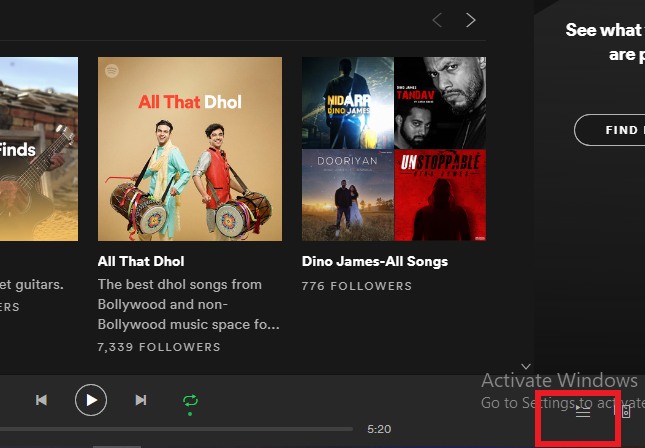 See what
are p
Finds
All That Dhol
NIDARR
DINO JAMES
DINO JAMES
TANDAV
DOORIYAN
UNSTOPPABLE
DINO JAMES
FIND
All That Dhol
Dino James-All Songs
et guitars.
The best dhol songs from
776 FOLLOWERS
ERS
Bollywood and non-
Bollywood music space fo...
7,339 FOLLOWERS
Activate Windows
Go to Settings to activate
5:20